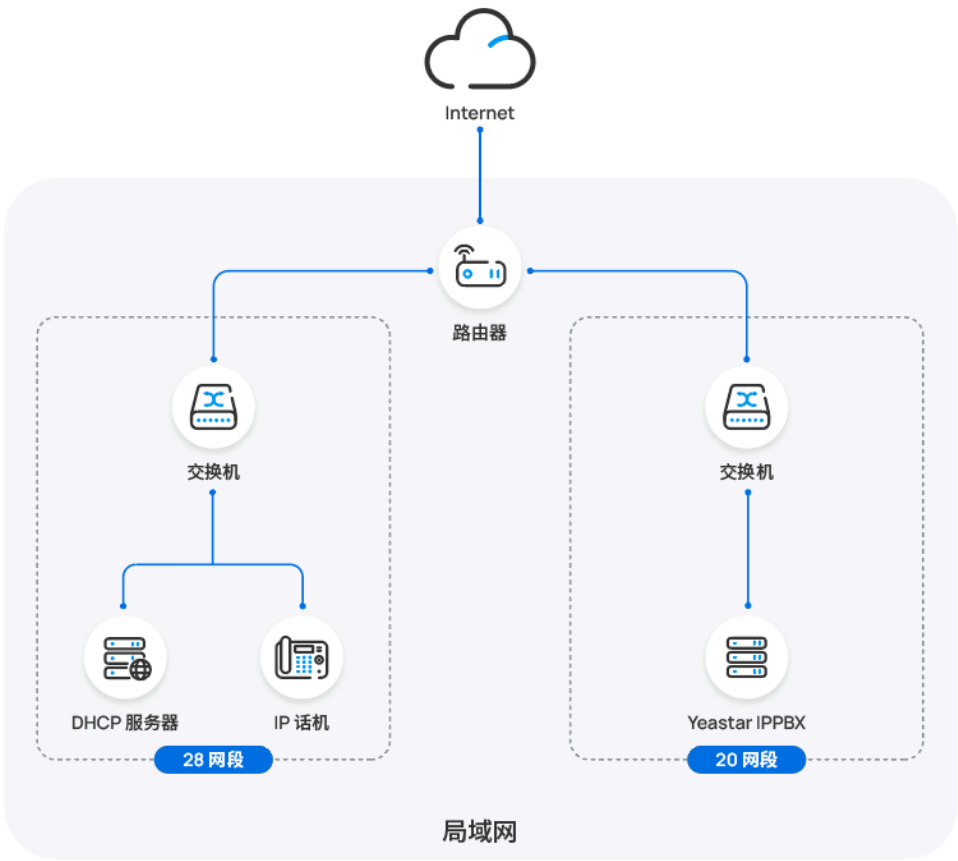 Internet
路由器
交换机
交换机
DHCP 服务器
IP 话机
Yeastar IPPBX
28 网段
20 网段
局域网